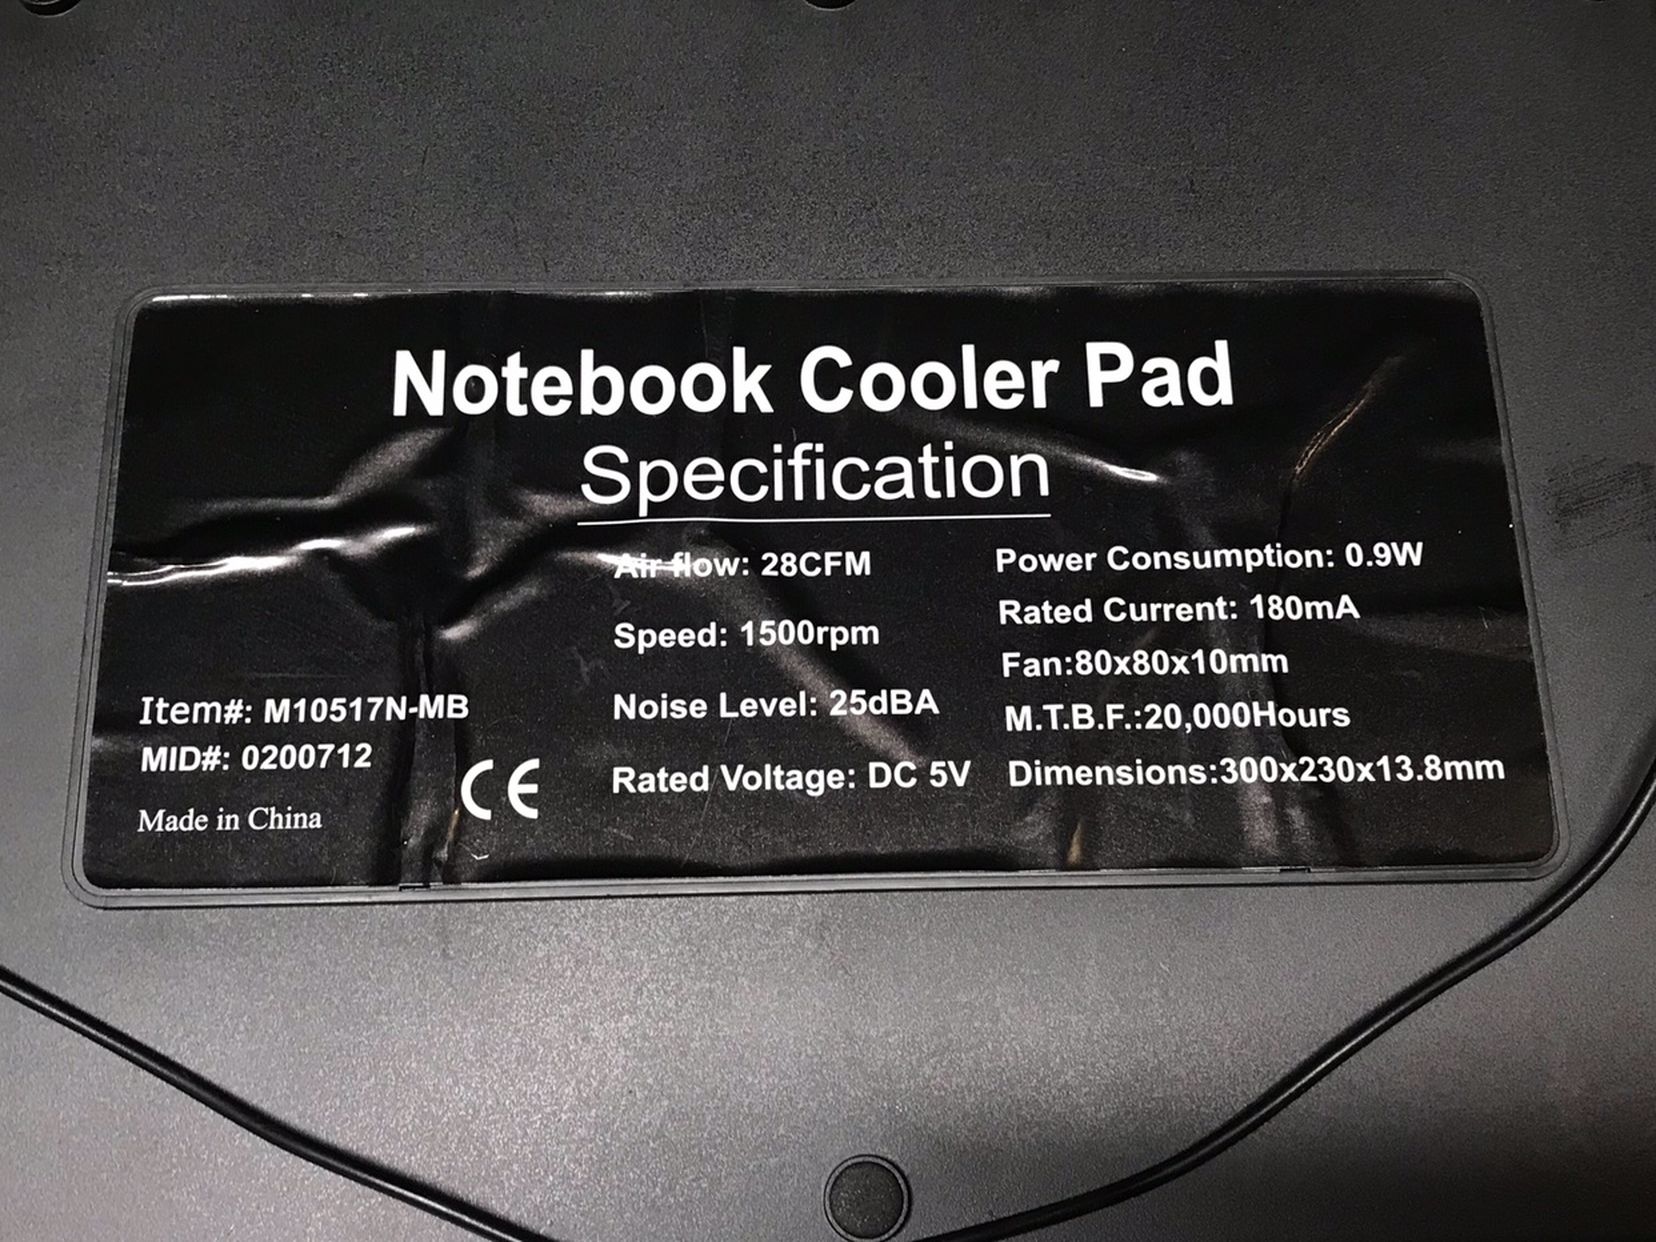 Notebook Cooler Pad
Specification
Air flow: 28CFM
Speed: 1500rpm
Noise Level: 25dBA
Rated Voltage: DC 5V
Power Consumption: 0.9W
Rated Current: 180mA
Fan:80x80x10mm
M.T.B.F.:20,000Hours
Dimensions:300x230x13.8mm
Item#: M10517N-MB
MID#: 0200712
Made in China
CE